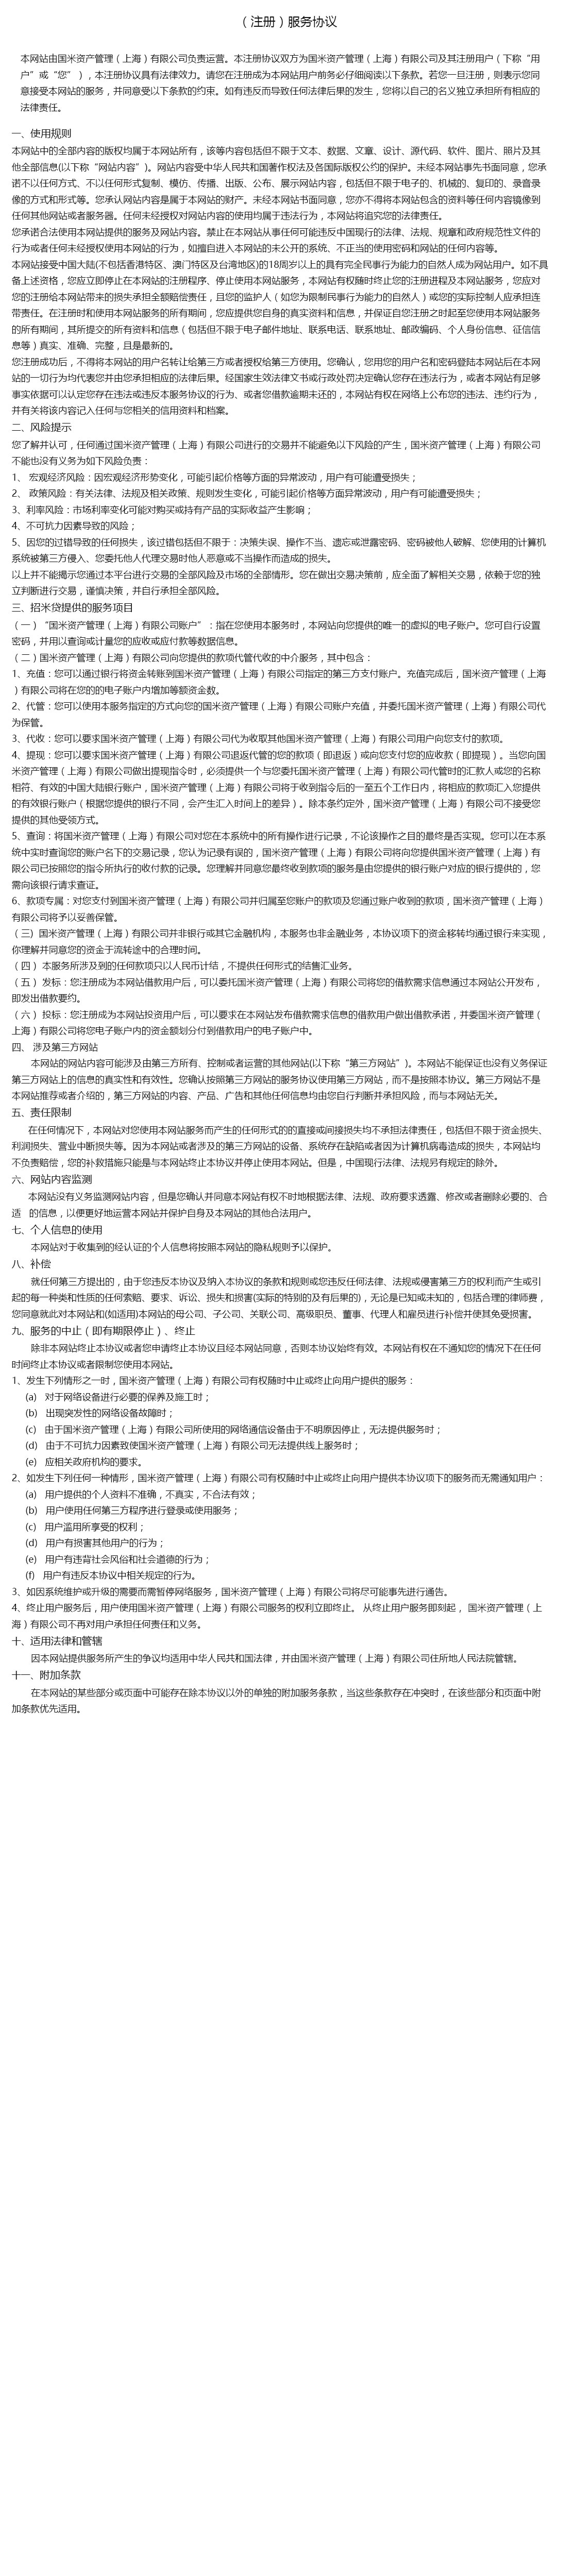 （注册）服务协议
本网站由国米资产管理（上海）有限公司负责运营。本注册协议双方为国米资产管理（上海）有限公司及其注册用户（下称“用
户”或“您”），本注册协议具有法律效力。请您在注册成为本网站用户前务必仔细阅读以下条款。若您一旦注册，则表示您同
意接受本网站的服务，并同意受以下条款的约束。如有违反而导致任何法律后果的发生，您将以自己的名义独立承担所有相应的
法律责任。
一、使用规则
本网站中的全部内容的版权均属于本网站所有，该等内容包括但不限于文本、数据、文章、设计、源代码、软件、图片、照片及其
他全部信息(以下称“网站内容”)。网站内容受中华人民共和国著作权法及各国际版权公约的保护。未经本网站事先书面同意，您承
诺不以任何方式、不以任何形式复制、模仿、传播、出版、公布、展示网站内容，包括但不限于电子的、机械的、复印的、录音录
像的方式和形式等。您承认网站内容是属于本网站的财产。未经本网站书面同意，您亦不得将本网站包含的资料等任何内容镜像到
任何其他网站或者服务器。任何未经授权对网站内容的使用均属于违法行为，本网站将追究您的法律责任。
您承诺合法使用本网站提供的服务及网站内容。禁止在本网站从事任何可能违反中国现行的法律、法规、规章和政府规范性文件的
行为或者任何未经授权使用本网站的行为，如擅自进入本网站的未公开的系统、不正当的使用密码和网站的任何内容等。
本网站接受中国大陆(不包括香港特区、澳门特区及台湾地区)的18周岁以上的具有完全民事行为能力的自然人成为网站用户。如不具
备上述资格，您应立即停止在本网站的注册程序、停止使用本网站服务，本网站有权随时终止您的注册进程及本网站服务，您应对
您的注册给本网站带来的损失承担全额赔偿责任，且您的监护人（如您为限制民事行为能力的自然人）或您的实际控制人应承担连
带责任。在注册时和使用本网站服务的所有期间，您应提供您自身的真实资料和信息，并保证自您注册之时起至您使用本网站服务
的所有期间，其所提交的所有资料和信息（包括但不限于电子邮件地址、联系电话、联系地址、邮政编码、个人身份信息、征信信
息等）真实、准确、完整，且是最新的。
您注册成功后，不得将本网站的用户名转让给第三方或者授权给第三方使用。您确认，您用您的用户名和密码登陆本网站后在本网
站的一切行为均代表您并由您承担相应的法律后果。经国家生效法律文书或行政处罚决定确认您存在违法行为，或者本网站有足够
事实依据可以认定您存在违法或违反本服务协议的行为、或者您借款逾期未还的，本网站有权在网络上公布您的违法、违约行为，
并有关将该内容记入任何与您相关的信用资料和档案。
二、风险提示
您了解并认可，任何通过国米资产管理（上海）有限公司进行的交易并不能避免以下风险的产生，国米资产管理（上海）有限公司
不能也没有义务为如下风险负责：
1、 宏观经济风险：因宏观经济形势变化，可能引起价格等方面的异常波动，用户有可能遭受损失；
2、 政策风险：有关法律、法规及相关政策、规则发生变化，可能引起价格等方面异常波动，用户有可能遭受损失；
3、利率风险：市场利率变化可能对购买或持有产品的实际收益产生影响；
4、不可抗力因素导致的风险；
5、因您的过错导致的任何损失，该过错包括但不限于：决策失误、操作不当、遗忘或泄露密码、密码被他人破解、您使用的计算机
系统被第三方侵入、您委托他人代理交易时他人恶意或不当操作而造成的损失。
以上并不能揭示您通过本平台进行交易的全部风险及市场的全部情形。您在做出交易决策前，应全面了解相关交易，依赖于您的独
立判断进行交易，谨慎决策，并自行承担全部风险。
三、招米贷提供的服务项目
（一）“国米资产管理（上海）有限公司账户”：指在您使用本服务时，本网站向您提供的唯一的虚拟的电子账户。您可自行设置
密码，并用以查询或计量您的应收或应付款等数据信息。
（二）国米资产管理（上海）有限公司向您提供的款项代管代收的中介服务，其中包含：
1、充值：您可以通过银行将资金转账到国米资产管理（上海）有限公司指定的第三方支付账户。充值完成后，国米资产管理（上海
）有限公司将在您的的电子账户内增加等额资金数。
2、代管：您可以使用本服务指定的方式向您的国米资产管理（上海）有限公司账户充值，并委托国米资产管理（上海）有限公司代
为保管。
3、代收：您可以要求国米资产管理（上海）有限公司代为收取其他国米资产管理（上海）有限公司用户向您支付的款项。
4、提现：您可以要求国米资产管理（上海）有限公司退返代管的您的款项（即退返）或向您支付您的应收款（即提现）。当您向国
米资产管理（上海）有限公司做出提现指令时，必须提供一个与您委托国米资产管理（上海）有限公司代管时的汇款人或您的名称
相符、有效的中国大陆银行账户，国米资产管理（上海）有限公司将于收到指令后的一至五个工作日内，将相应的款项汇入您提供
的有效银行账户（根据您提供的银行不同，会产生汇入时间上的差异）。除本条约定外，国米资产管理（上海）有限公司不接受您
提供的其他受领方式。
5、查询：将国米资产管理（上海）有限公司对您在本系统中的所有操作进行记录，不论该操作之目的最终是否实现。您可以在本系
统中实时查询您的账户名下的交易记录，您认为记录有误的，国米资产管理（上海）有限公司将向您提供国米资产管理（上海）有
限公司已按照您的指令所执行的收付款的记录。您理解并同意您最终收到款项的服务是由您提供的银行账户对应的银行提供的，您
需向该银行请求查证。
6、款项专属：对您支付到国米资产管理（上海）有限公司并归属至您账户的款项及您通过账户收到的款项，国米资产管理（上海）
有限公司将予以妥善保管。
（三）国米资产管理（上海）有限公司并非银行或其它金融机构，本服务也非金融业务，本协议项下的资金移转均通过银行来实现，
你理解并同意您的资金于流转途中的合理时间。
（四）本服务所涉及到的任何款项只以人民币计结，不提供任何形式的结售汇业务。
（五）发标：您注册成为本网站借款用户后，可以委托国米资产管理（上海）有限公司将您的借款需求信息通过本网站公开发布，
即发出借款要约。
（六）投标：您注册成为本网站投资用户后，可以要求在本网站发布借款需求信息的借款用户做出借款承诺，并委国米资产管理（
上海）有限公司将您电子账户内的资金额划分付到借款用户的电子账户中。
四、 涉及第三方网站
本网站的网站内容可能涉及由第三方所有、控制或者运营的其他网站(以下称“第三方网站”)。本网站不能保证也没有义务保证
第三方网站上的信息的真实性和有效性。您确认按照第三方网站的服务协议使用第三方网站，而不是按照本协议。第三方网站不是
本网站推荐或者介绍的，第三方网站的内容、产品、广告和其他任何信息均由您自行判断并承担风险，而与本网站无关。
五、责任限制
在任何情况下，本网站对您使用本网站服务而产生的任何形式的的直接或间接损失均不承担法律责任，包括但不限于资金损失、
利润损失、营业中断损失等。因为本网站或者涉及的第三方网站的设备、系统存在缺陷或者因为计算机病毒造成的损失，本网站均
不负责赔偿，您的补救措施只能是与本网站终止本协议并停止使用本网站。但是，中国现行法律、法规另有规定的除外。
六、网站内容监测
本网站没有义务监测网站内容，但是您确认并同意本网站有权不时地根据法律、法规、政府要求透露、修改或者删除必要的、合
适 的信息，以便更好地运营本网站并保护自身及本网站的其他合法用户。
七、个人信息的使用
本网站对于收集到的经认证的个人信息将按照本网站的隐私规则予以保护。
八、补偿
就任何第三方提出的，由于您违反本协议及纳入本协议的条款和规则或您违反任何法律、法规或侵害第三方的权利而产生或引
起的每一种类和性质的任何索赔、要求、诉讼、损失和损害(实际的特别的及有后果的)，无论是已知或未知的，包括合理的律师费，
您同意就此对本网站和(如适用)本网站的母公司、子公司、关联公司、高级职员、董事、代理人和雇员进行补偿并使其免受损害。
九、服务的中止（即有期限停止）、终止
除非本网站终止本协议或者您申请终止本协议且经本网站同意，否则本协议始终有效。本网站有权在不通知您的情况下在任何
时间终止本协议或者限制您使用本网站。
1、发生下列情形之一时，国米资产管理（上海）有限公司有权随时中止或终止向用户提供的服务：
(a) 对于网络设备进行必要的保养及施工时；
(b) 出现突发性的网络设备故障时；
(c) 由于国米资产管理（上海）有限公司所使用的网络通信设备由于不明原因停止，无法提供服务时；
(d) 由于不可抗力因素致使国米资产管理（上海）有限公司无法提供线上服务时；
(e) 应相关政府机构的要求。
2、如发生下列任何一种情形，国米资产管理（上海）有限公司有权随时中止或终止向用户提供本协议项下的服务而无需通知用户：
(a) 用户提供的个人资料不准确，不真实，不合法有效；
(b) 用户使用任何第三方程序进行登录或使用服务；
(c) 用户滥用所享受的权利；
(d) 用户有损害其他用户的行为；
(e) 用户有违背社会风俗和社会道德的行为；
(f) 用户有违反本协议中相关规定的行为。
3、如因系统维护或升级的需要而需暂停网络服务，国米资产管理（上海）有限公司将尽可能事先进行通告。
4、终止用户服务后，用户使用国米资产管理（上海）有限公司服务的权利立即终止。 从终止用户服务即刻起， 国米资产管理（上
海）有限公司不再对用户承担任何责任和义务。
十、适用法律和管辖
因本网站提供服务所产生的争议均适用中华人民共和国法律，并由国米资产管理（上海）有限公司住所地人民法院管辖。
十一、附加条款
在本网站的某些部分或页面中可能存在除本协议以外的单独的附加服务条款，当这些条款存在冲突时，在该些部分和页面中附
加条款优先适用。